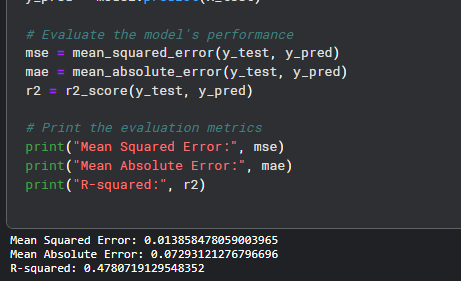 # Evaluate the model's performance
mse = mean_squared_error(y_test, y_pred)
mae = mean_absolute_error(y_test, y_pred)
r2 = r2_score(y_test, y_pred)
# Print the evaluation metrics
print("Mean Squared Error:", mse)
print("Mean Absolute Error:", mae)
print("R-squared:", r2)
Mean Squared Error: 0.013858478059003965
Mean Absolute Error: 0.07293121276796696
R-squared: 0.4780719129548352